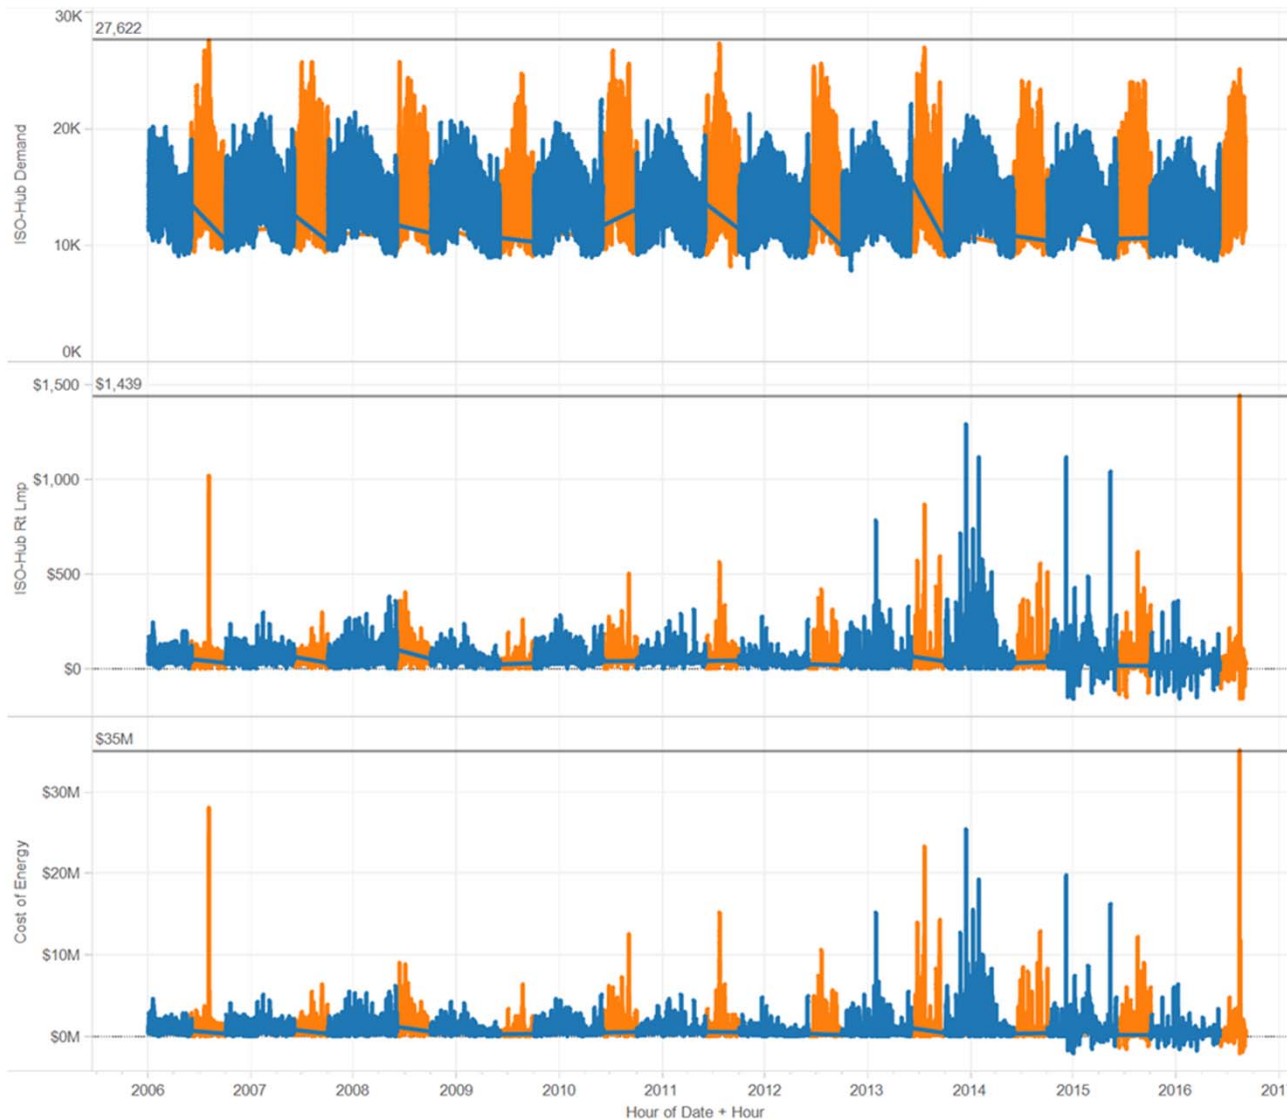 30K
27,622
20K
10K
0K
ISO-Hub Demand
$1,500
$1,439
$1,000
$500
$0
ISO-Hub Rt Lmp
$35M
$30M
$20M
$10M
$0M
Cost of Energy
2006 2007 2008 2009 2010 2011 2012 2013 2014 2015 2016
Hour of Date + Hour